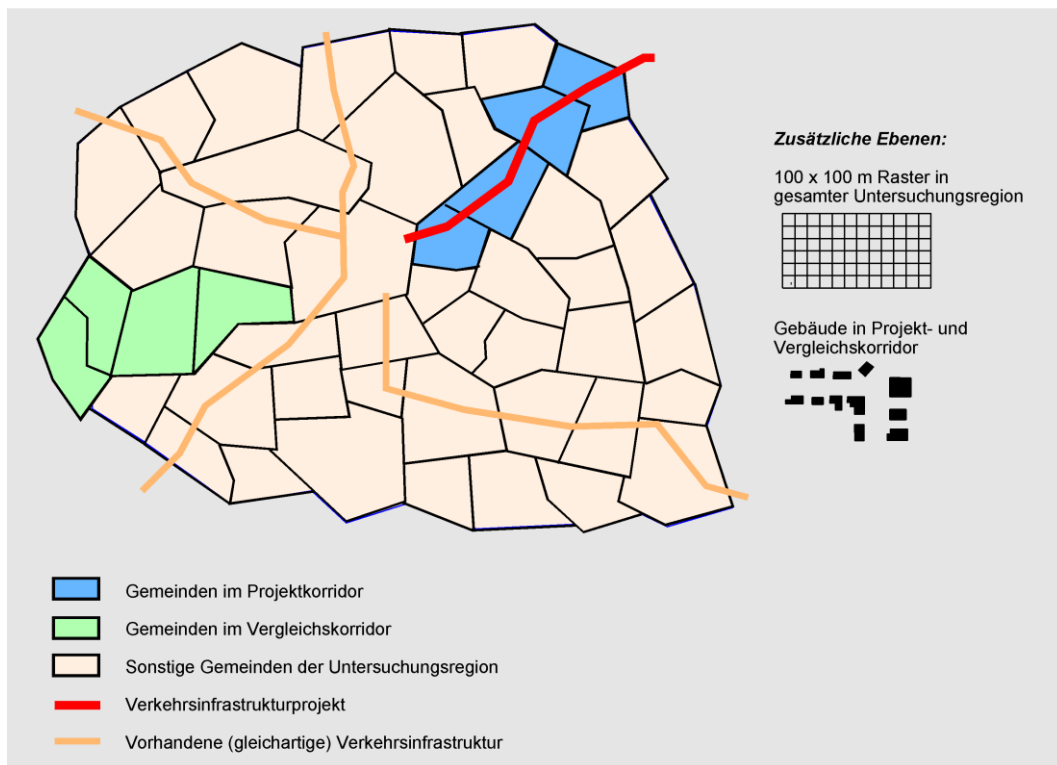 Zusätzliche Ebenen:
100 x 100 m Raster in
gesamter Untersuchungsregion
Gebäude in Projekt- und
Vergleichskorridor
Gemeinden im Projektkorridor
Gemeinden im Vergleichskorridor
Sonstige Gemeinden der Untersuchungsregion
Verkehrsinfrastrukturprojekt
Vorhandene (gleichartige) Verkehrsinfrastruktur